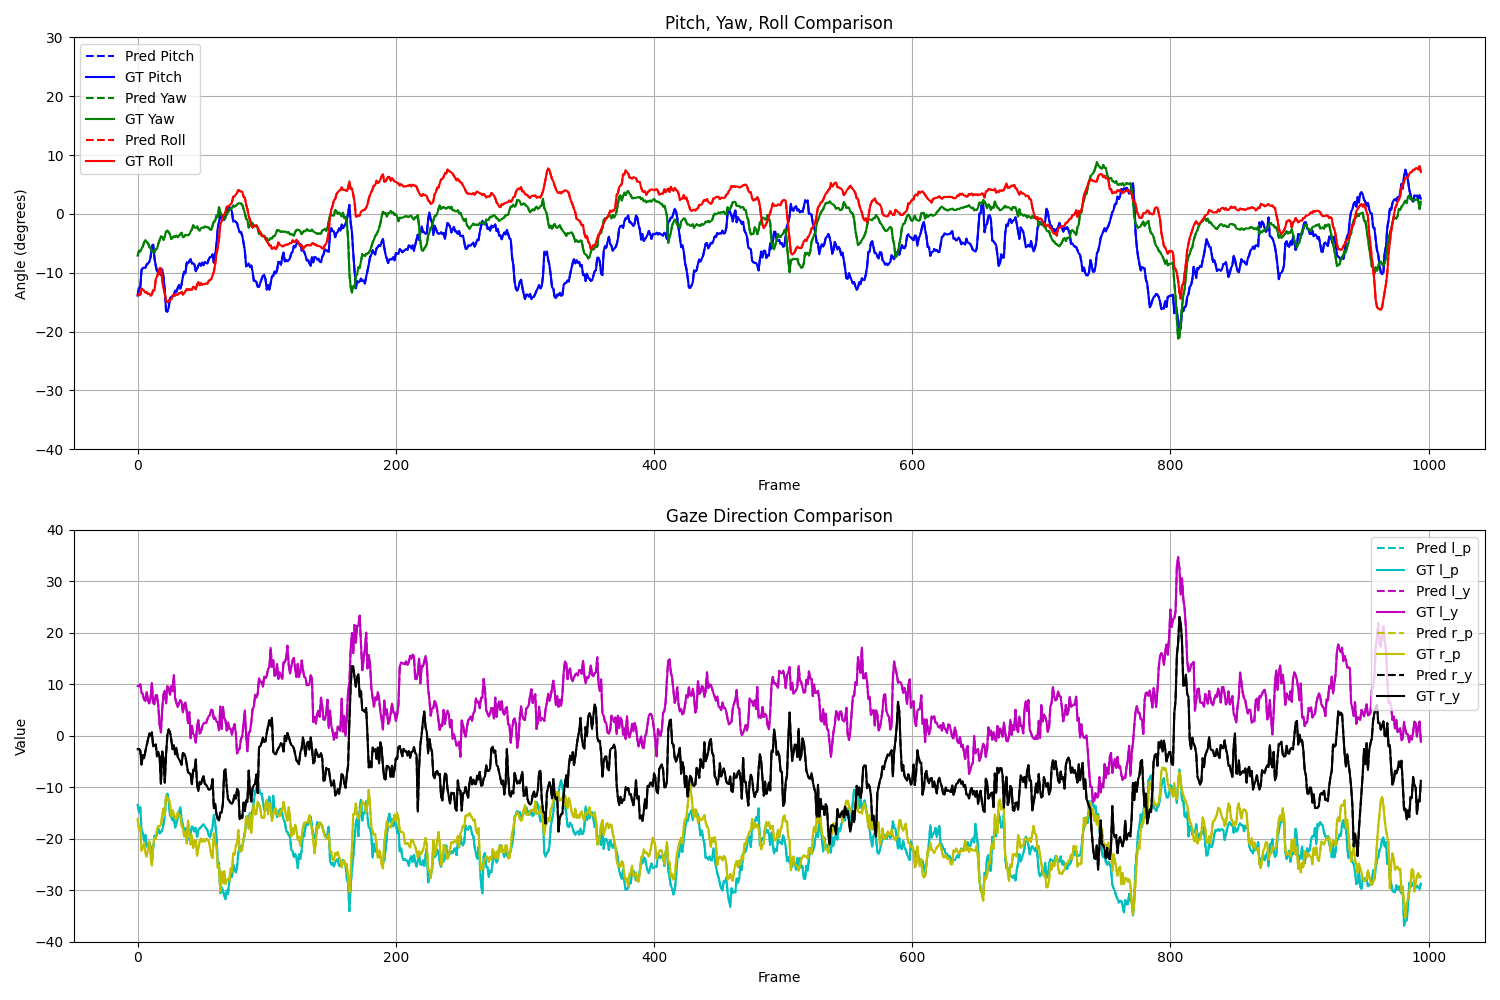 Pitch, Yaw, Roll Comparison
30
20
10
0
−10
−20
−30
−40
Angle (degrees)
Pred Pitch
GT Pitch
Pred Yaw
GT Yaw
Pred Roll
GT Roll
0 200 400 600 800 1000
Frame
Gaze Direction Comparison
40
30
20
10
0
−10
−20
−30
−40
Value
Pred l_p
GT l_p
Pred l_y
GT l_y
Pred r_p
GT r_p
Pred r_y
GT r_y
0 200 400 600 800 1000
Frame